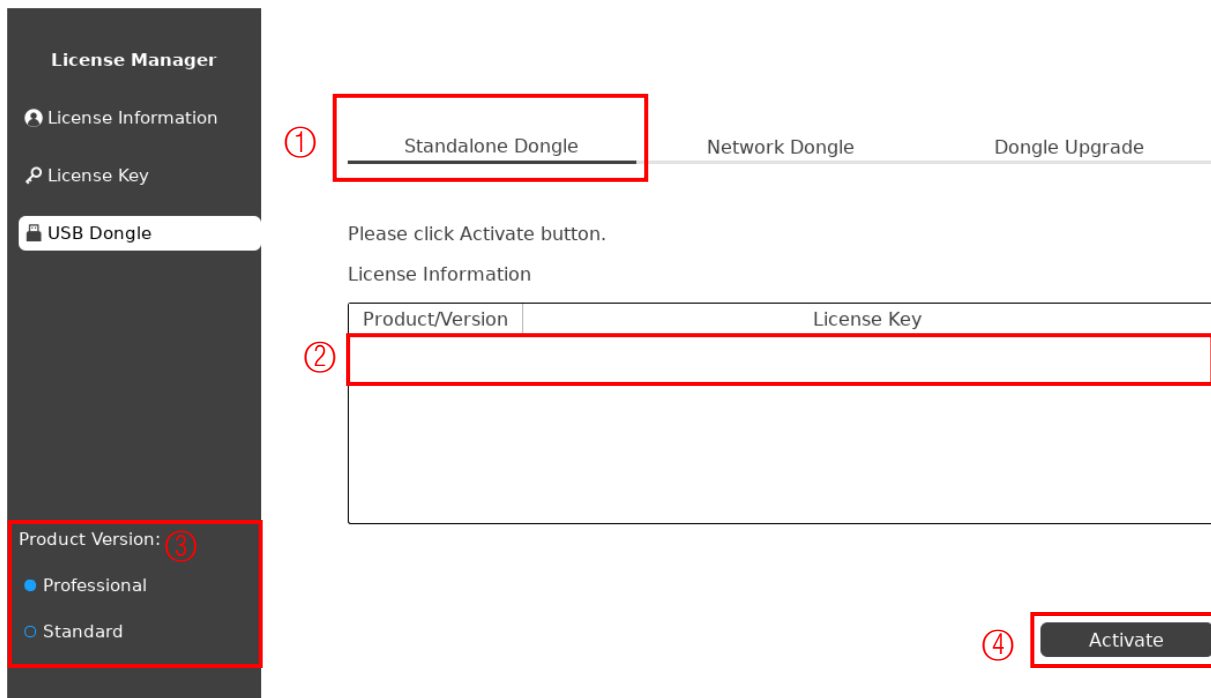 License Manager
License Information
License Key
USB Dongle
① Standalone Dongle Network Dongle Dongle Upgrade
Please click Activate button.
License Information
Product/Version License Key
②
Product Version: ③
Professional
Standard
④ Activate